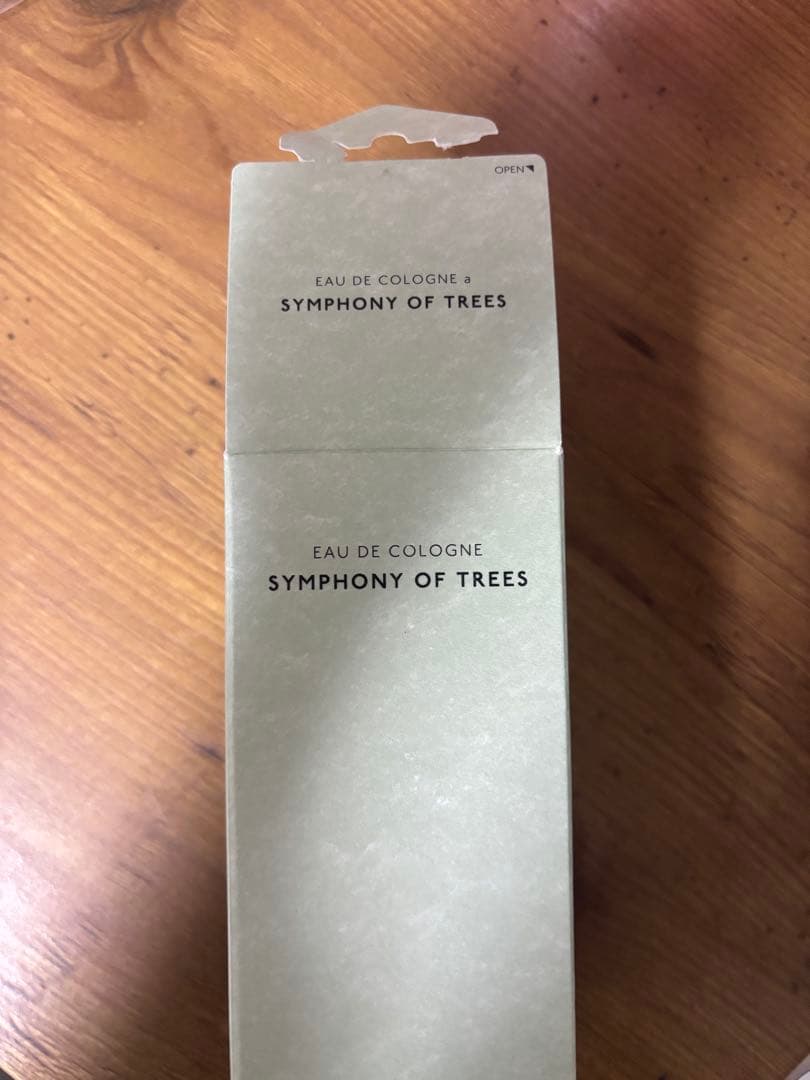 OPEN◥
EAU DE COLOGNE a
SYMPHONY OF TREES
EAU DE COLOGNE
SYMPHONY OF TREES